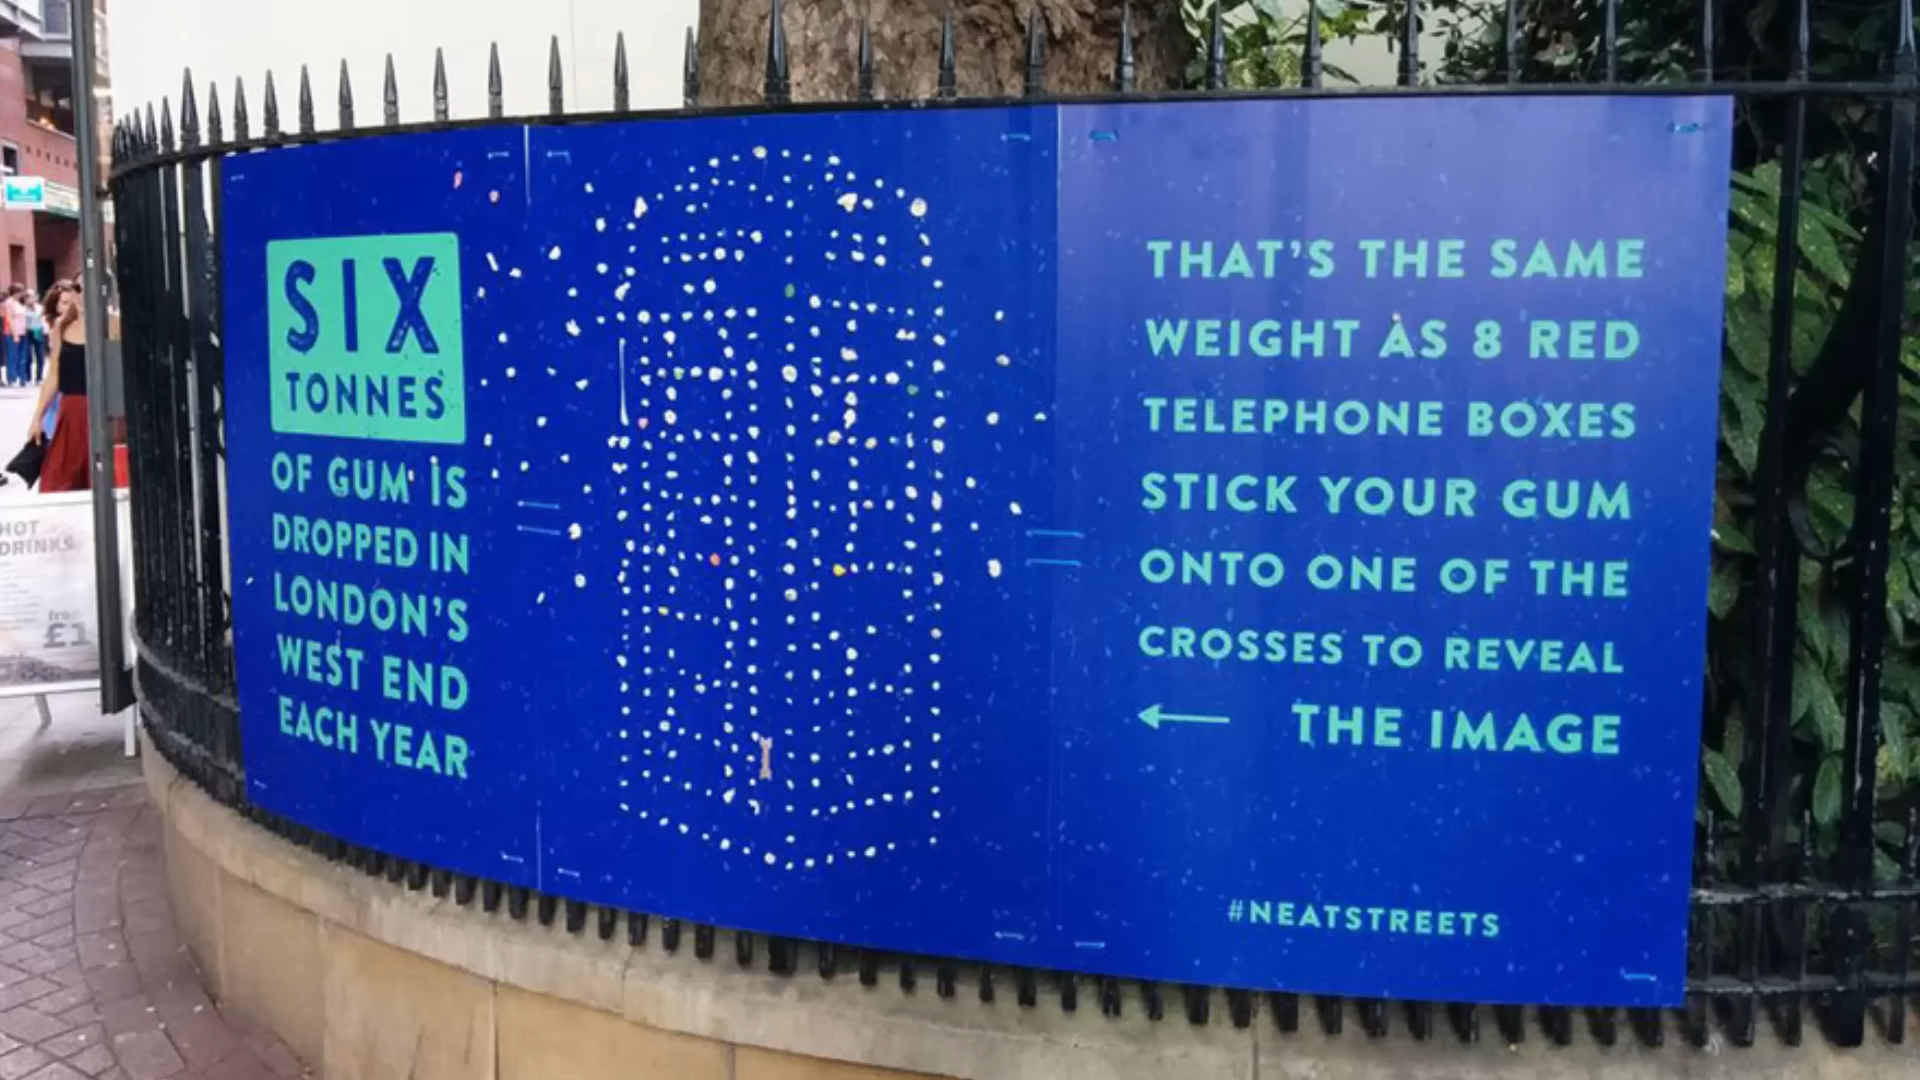 SIX
TONNES
OF GUM IS
DROPPED IN
LONDON'S
WEST END
EACH YEAR
=
=
THAT'S THE SAME
WEIGHT AS 8 RED
TELEPHONE BOXES
STICK YOUR GUM
ONTO ONE OF THE
CROSSES TO REVEAL
← THE IMAGE
#NEATSTREETS
HOT
DRINKS
£1